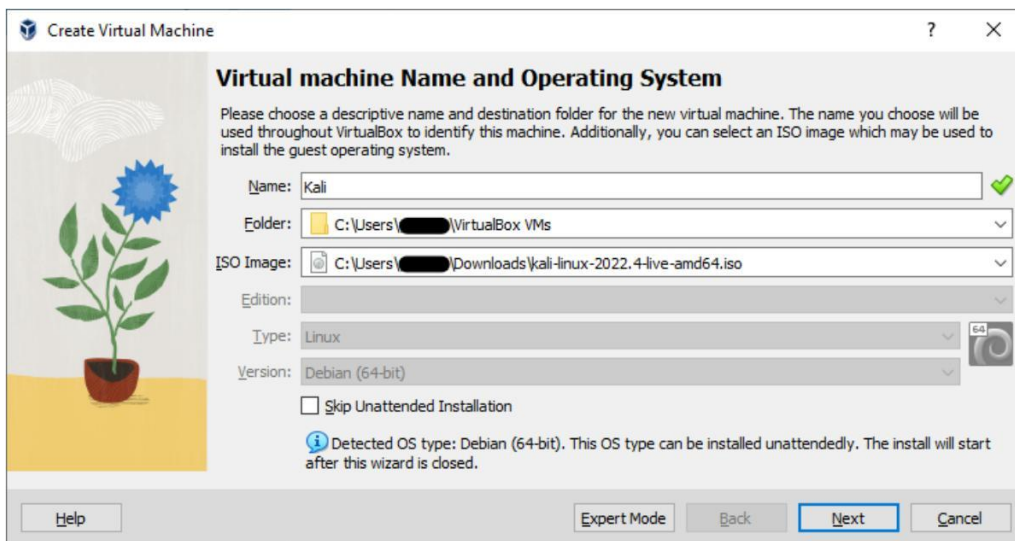 Create Virtual Machine
?
Virtual machine Name and Operating System
Please choose a descriptive name and destination folder for the new virtual machine. The name you choose will be
used throughout VirtualBox to identify this machine. Additionally, you can select an ISO image which may be used to
install the guest operating system.
Name: Kali
Folder: C:\Users\ \VirtualBox VMs
ISO Image: C:\Users\ \Downloads\kali-linux-2022.4-live-amd64.iso
Edition:
Type: Linux
64
Version: Debian (64-bit)
Skip Unattended Installation
Detected OS type: Debian (64-bit). This OS type can be installed unattendedly. The install will start
after this wizard is closed.
Help Expert Mode Back Next Cancel